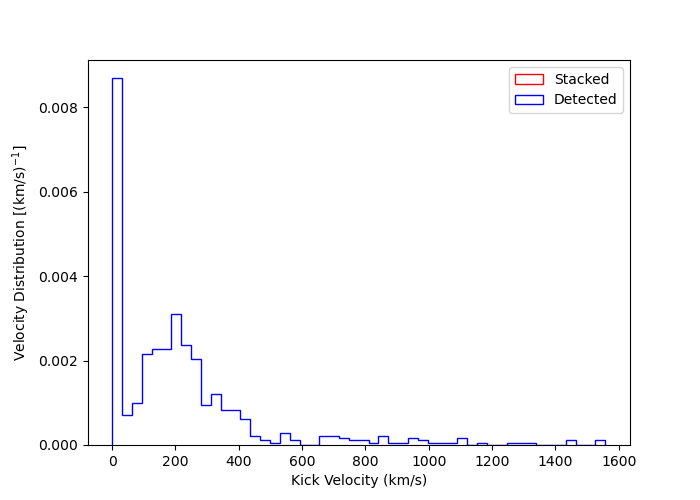 Stacked
Detected
Velocity Distribution [(km/s)⁻¹]
0.008
0.006
0.004
0.002
0.000
0 200 400 600 800 1000 1200 1400 1600
Kick Velocity (km/s)